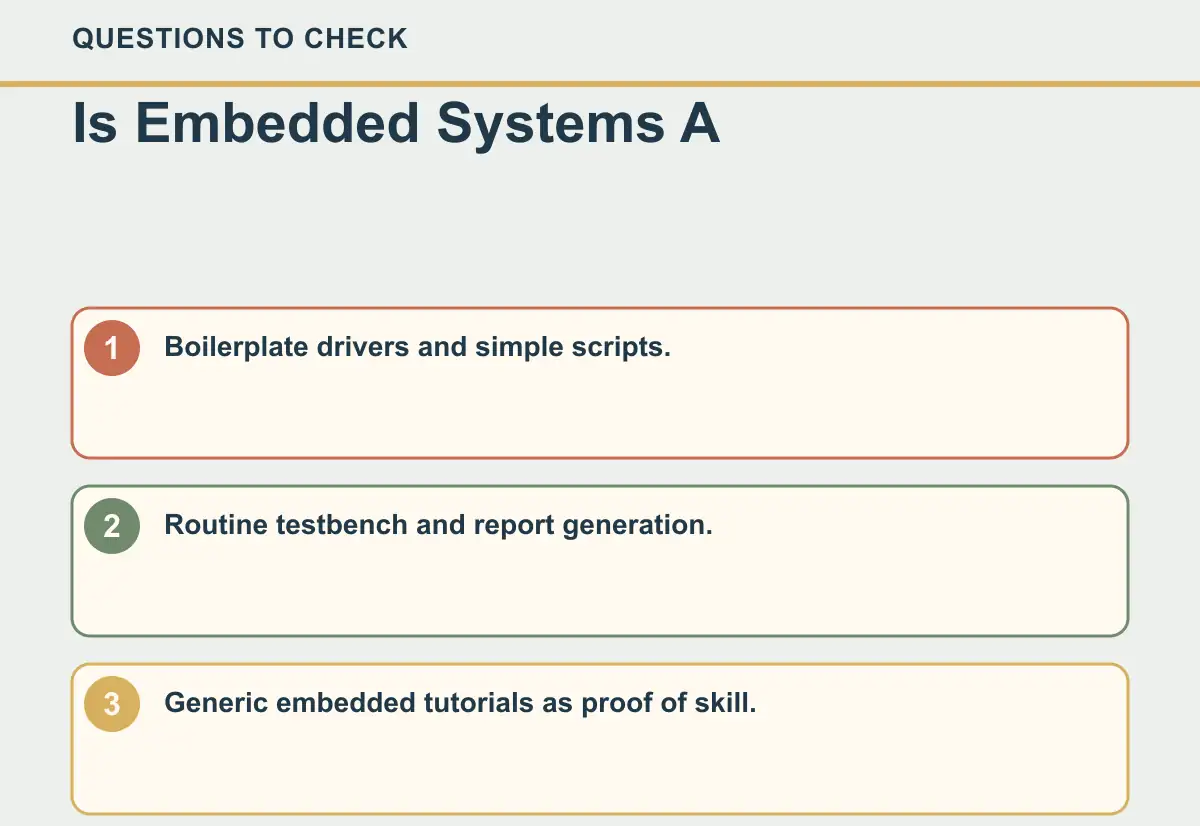 QUESTIONS TO CHECK
Is Embedded Systems A
1 Boilerplate drivers and simple scripts.
2 Routine testbench and report generation.
3 Generic embedded tutorials as proof of skill.